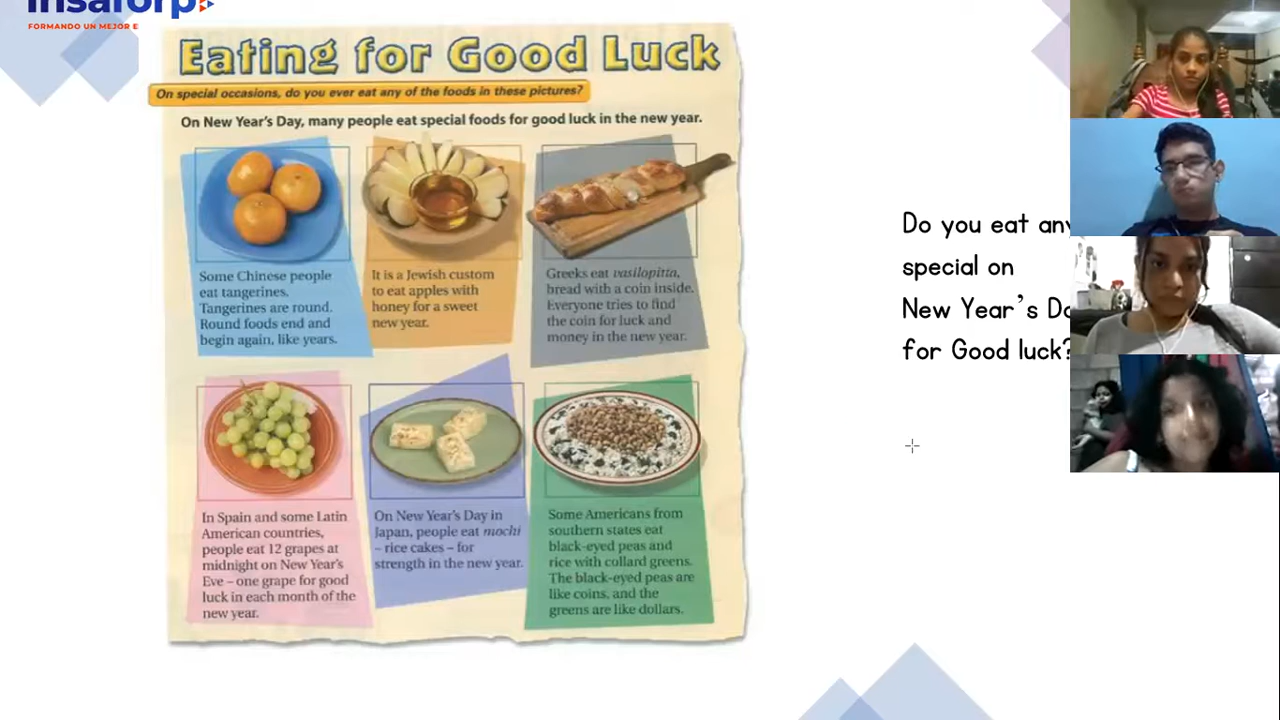 Insaforp
FORMANDO UN MEJOR E
Eating for Good Luck
On special occasions, do you ever eat any of the foods in these pictures?
On New Year's Day, many people eat special foods for good luck in the new year.
Some Chinese people
eat tangerines.
Tangerines are round.
Round foods end and
begin again, like years.
It is a Jewish custom
to eat apples with
honey for a sweet
new year.
Greeks eat vasilopitta,
bread with a coin inside.
Everyone tries to find
the coin for luck and
money in the new year.
In Spain and some Latin
American countries,
people eat 12 grapes at
midnight on New Year's
Eve – one grape for good
luck in each month of the
new year.
On New Year's Day in
Japan, people eat mochi
– rice cakes – for
strength in the new year.
Some Americans from
southern states eat
black-eyed peas and
rice with collard greens.
The black-eyed peas are
like coins, and the
greens are like dollars.
Do you eat any
special on
New Year's Da
for Good luck?